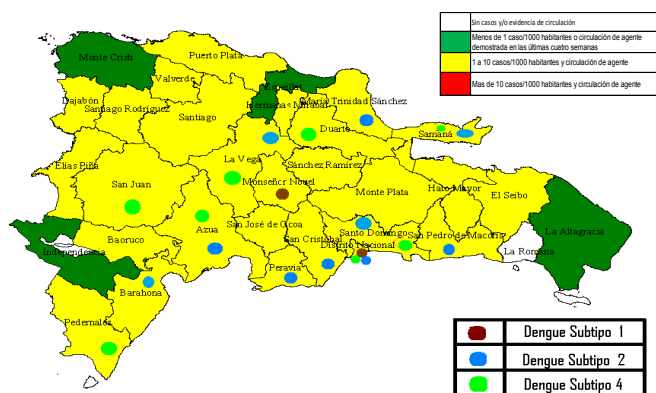 Sin casos y/o evidencia de circulación
Menos de 1 caso/1000 habitantes o circulación de agente
demostrada en las últimas cuatro semanas
1 a 10 casos/1000 habitantes y circulación de agente
Mas de 10 casos/1000 habitantes y circulación de agente
Monte Cristi
Puerto Plata
Valverde
Espaillat
Dajabón
Santiago Rodríguez
Santiago
Hermanas Mirabal
María Trinidad Sánchez
Duarte
Samaná
Elías Piña
La Vega
Sánchez Ramírez
San Juan
Monseñor Nouel
Monte Plata
Hato Mayor
El Seibo
Azua
San José de Ocoa
San Cristóbal
Santo Domingo
Distrito Nacional
San Pedro de Macorís
La Altagracia
La Romana
Baoruco
Independencia
Peravia
Barahona
Pedernales
Dengue Subtipo 1
Dengue Subtipo 2
Dengue Subtipo 4